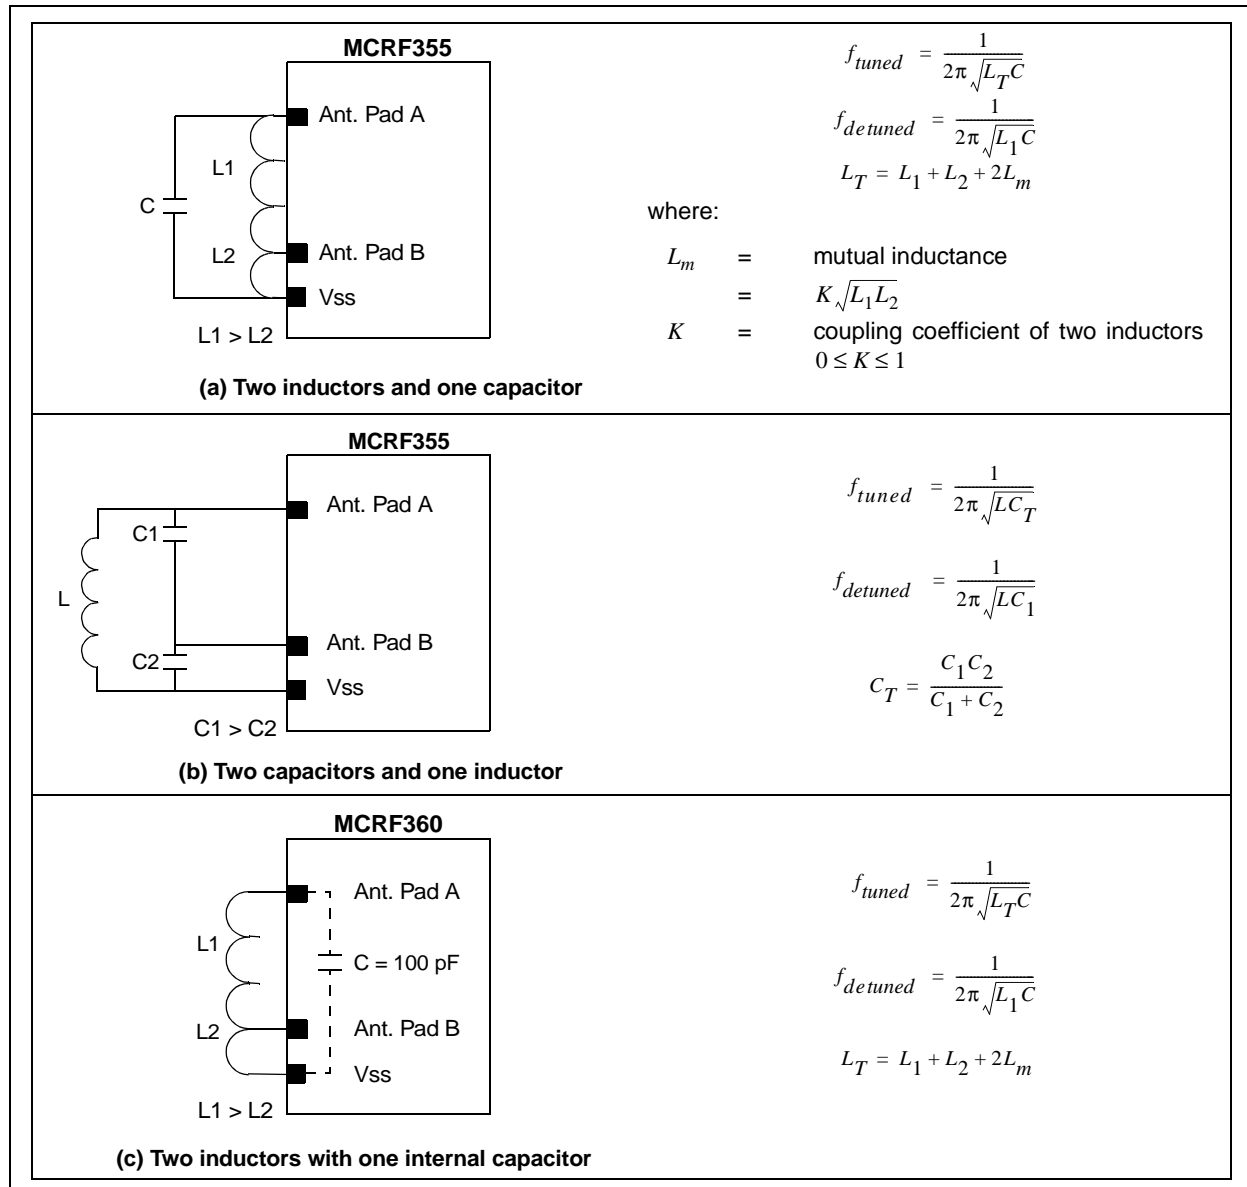 MCRF355
Ant. Pad A
L1
C
L2
Ant. Pad B
Vss
L1 > L2
(a) Two inductors and one capacitor
f_tuned = 1 / (2π√(L_T C))
f_detuned = 1 / (2π√(L_1 C))
L_T = L_1 + L_2 + 2L_m
where:
L_m = mutual inductance
= K√(L_1 L_2)
K = coupling coefficient of two inductors
0 ≤ K ≤ 1
MCRF355
Ant. Pad A
C1
L
Ant. Pad B
C2
Vss
C1 > C2
(b) Two capacitors and one inductor
f_tuned = 1 / (2π√(LC_T))
f_detuned = 1 / (2π√(LC_1))
C_T = C_1 C_2 / (C_1 + C_2)
MCRF360
Ant. Pad A
L1
C = 100 pF
L2
Ant. Pad B
Vss
L1 > L2
(c) Two inductors with one internal capacitor
f_tuned = 1 / (2π√(L_T C))
f_detuned = 1 / (2π√(L_1 C))
L_T = L_1 + L_2 + 2L_m